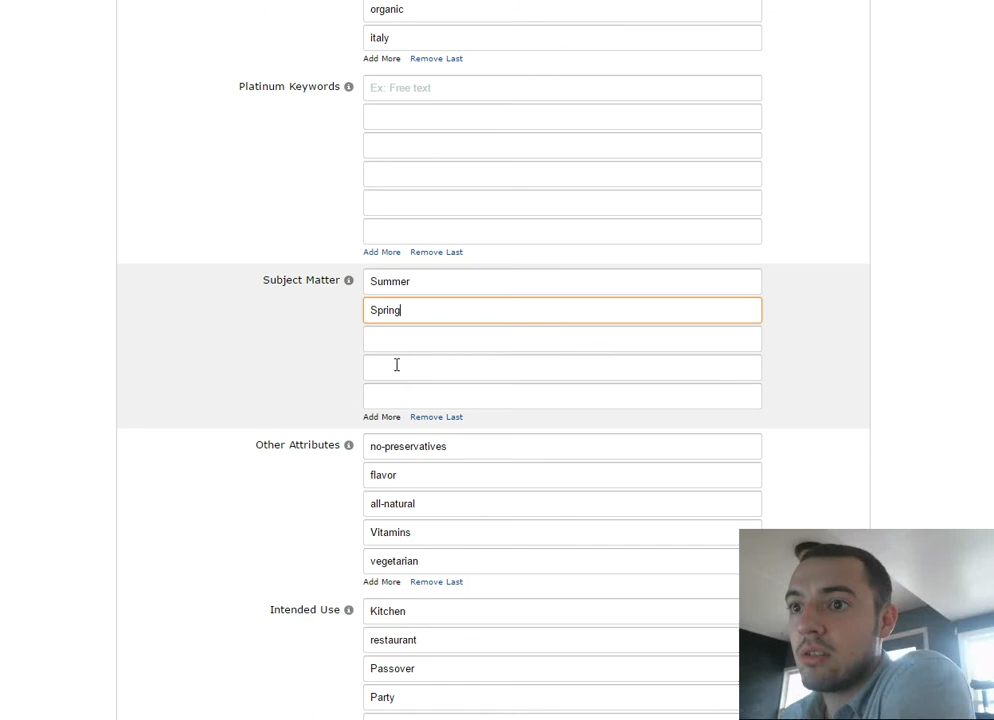 organic
italy
Add More Remove Last
Platinum Keywords Ex: Free text
Add More Remove Last
Subject Matter Summer
Spring
Add More Remove Last
Other Attributes no-preservatives
flavor
all-natural
Vitamins
vegetarian
Add More Remove Last
Intended Use Kitchen
restaurant
Passover
Party